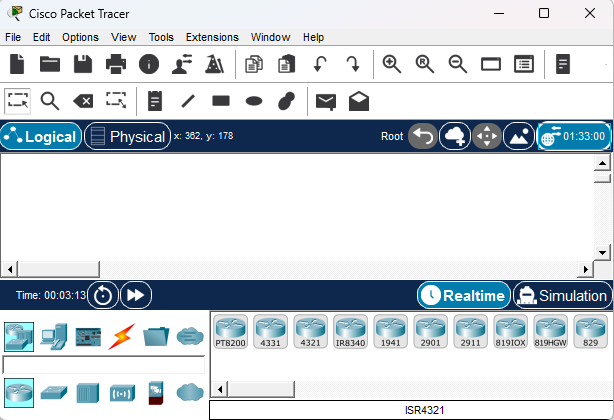 Cisco Packet Tracer
File Edit Options View Tools Extensions Window Help
Logical Physical x: 362, y: 178 Root 01:33:00
Time: 00:03:13 Realtime Simulation
PT8200 4331 4321 IR8340 1941 2901 2911 819IOX 819HGW 829
ISR4321